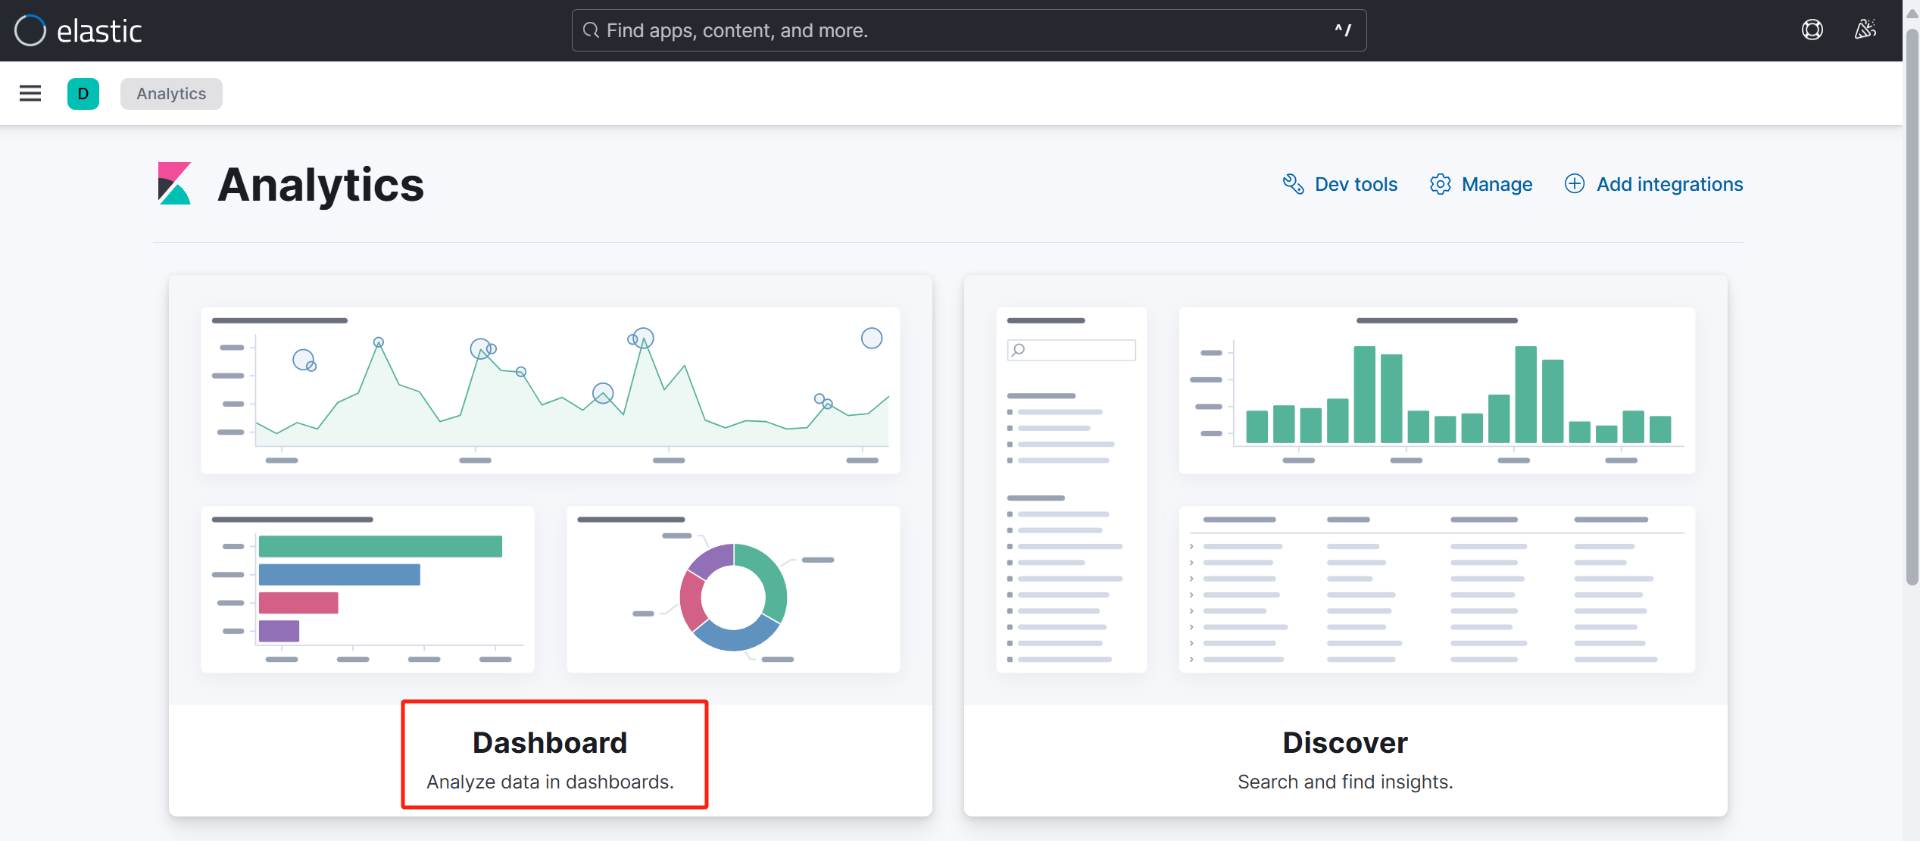 elastic
Find apps, content, and more.
^/
D
Analytics
Analytics
Dev tools
Manage
Add integrations
Dashboard
Analyze data in dashboards.
Discover
Search and find insights.